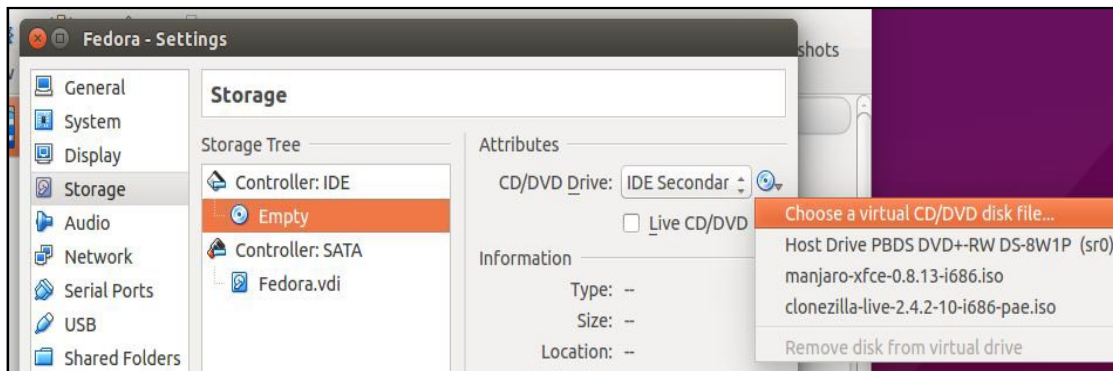 Fedora - Settings
shots
General
System
Display
Storage
Audio
Network
Serial Ports
USB
Shared Folders
Storage
Storage Tree
Controller: IDE
Empty
Controller: SATA
Fedora.vdi
Attributes
CD/DVD Drive: IDE Secondar
Live CD/DVD
Information
Type: --
Size: --
Location: --
Choose a virtual CD/DVD disk file...
Host Drive PBDS DVD+-RW DS-8W1P (sr0)
manjaro-xfce-0.8.13-i686.iso
clonezilla-live-2.4.2-10-i686-pae.iso
Remove disk from virtual drive